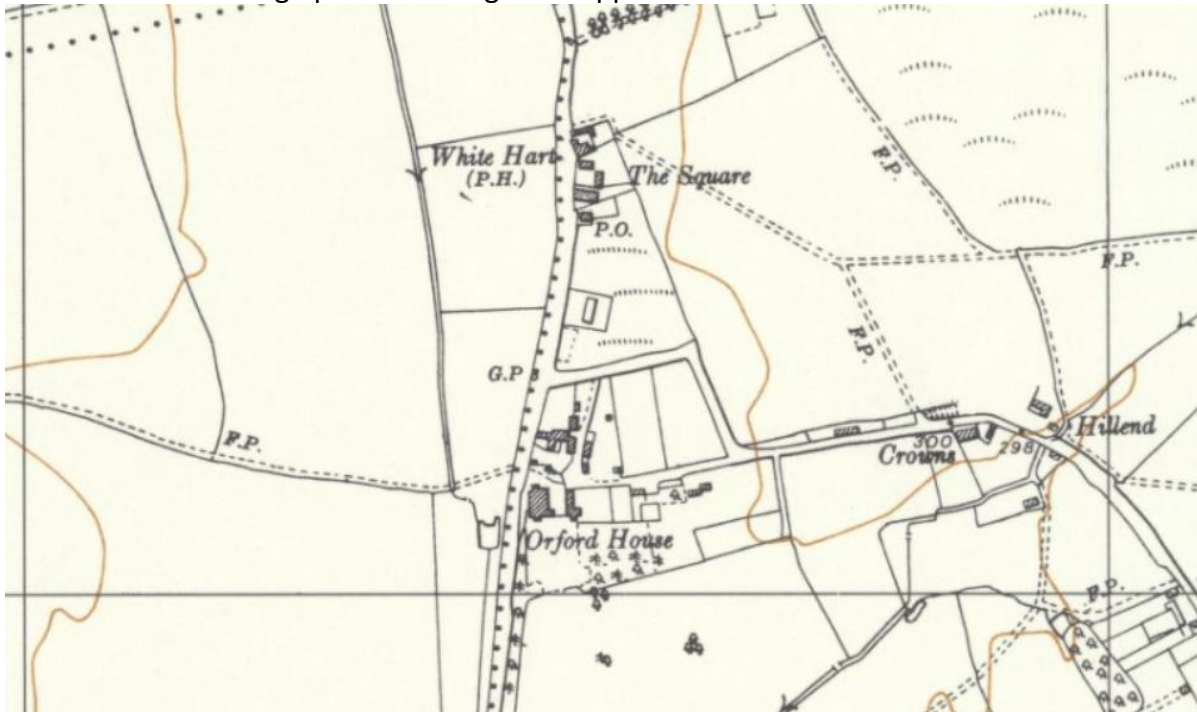 White Hart
(P.H.)
The Square
P.O.
F.P.
F.P.
F.P.
G.P
F.P.
300
Crowns
298
Hillend
Orford House
F.P.